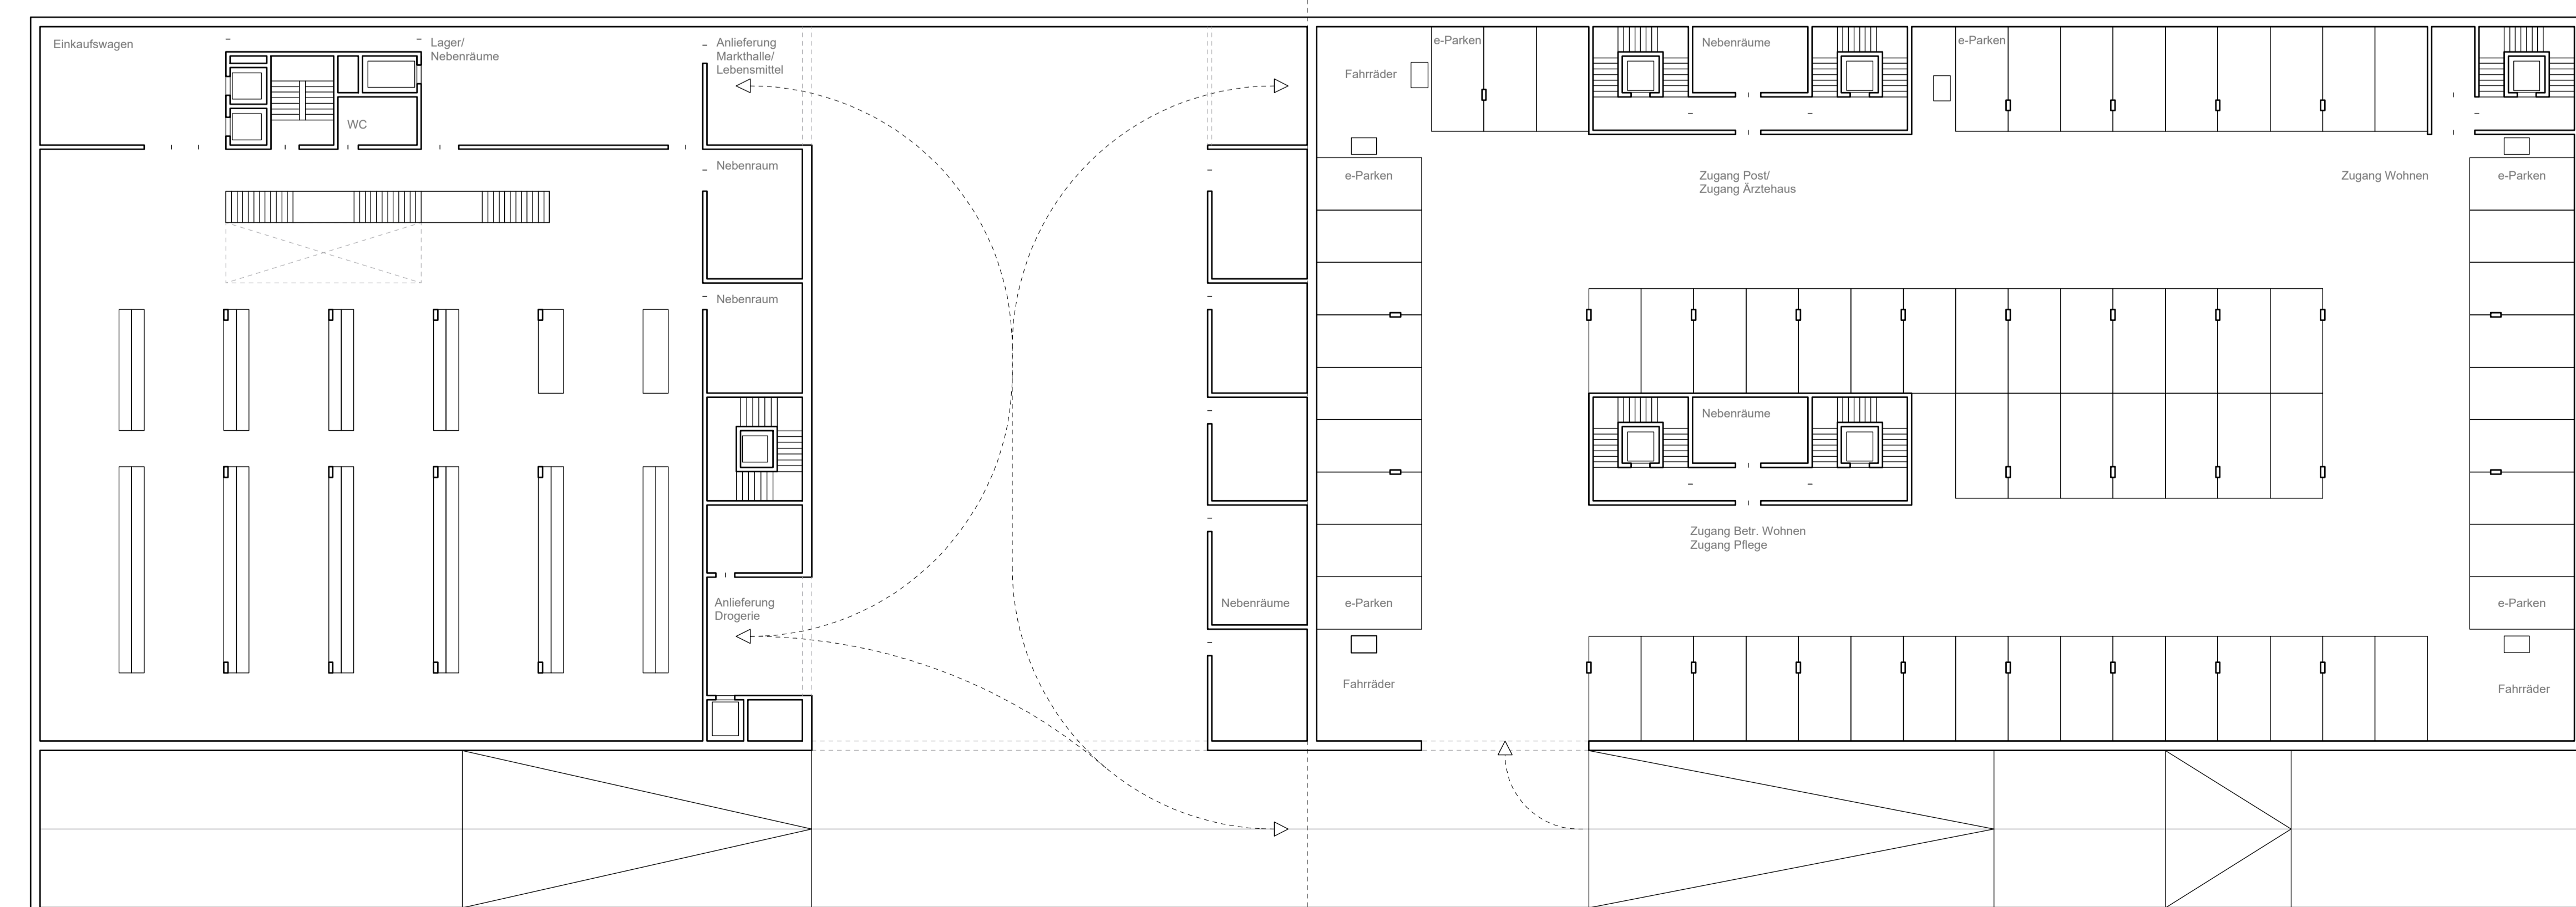 Einkaufswagen
Lager/
Nebenräume
WC
Anlieferung
Markthalle/
Lebensmittel
Nebenraum
Nebenraum
Anlieferung
Drogerie
Nebenräume
Fahrräder
e-Parken
e-Parken
e-Parken
Fahrräder
Nebenräume
Zugang Post/
Zugang Ärztehaus
e-Parken
Nebenräume
Zugang Betr. Wohnen
Zugang Pflege
Zugang Wohnen
e-Parken
e-Parken
Fahrräder